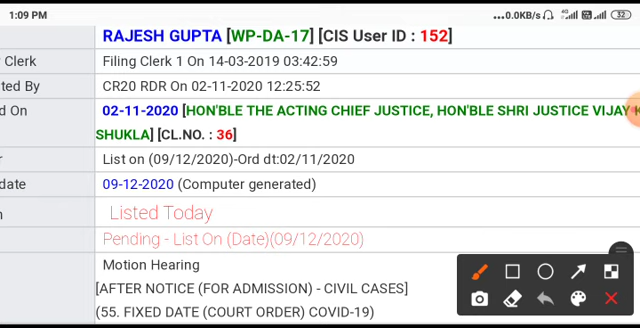 1:09 PM ...0.0KB/s 4G 32
RAJESH GUPTA [WP-DA-17] [CIS User ID : 152]
Clerk Filing Clerk 1 On 14-03-2019 03:42:59
ted By CR20 RDR On 02-11-2020 12:25:52
d On 02-11-2020 [HON'BLE THE ACTING CHIEF JUSTICE, HON'BLE SHRI JUSTICE VIJAY K
SHUKLA] [CL.NO. : 36]
r List on (09/12/2020)-Ord dt:02/11/2020
date 09-12-2020 (Computer generated)
n Listed Today
Pending - List On (Date)(09/12/2020)
Motion Hearing
[AFTER NOTICE (FOR ADMISSION) - CIVIL CASES]
(55. FIXED DATE (COURT ORDER) COVID-19)